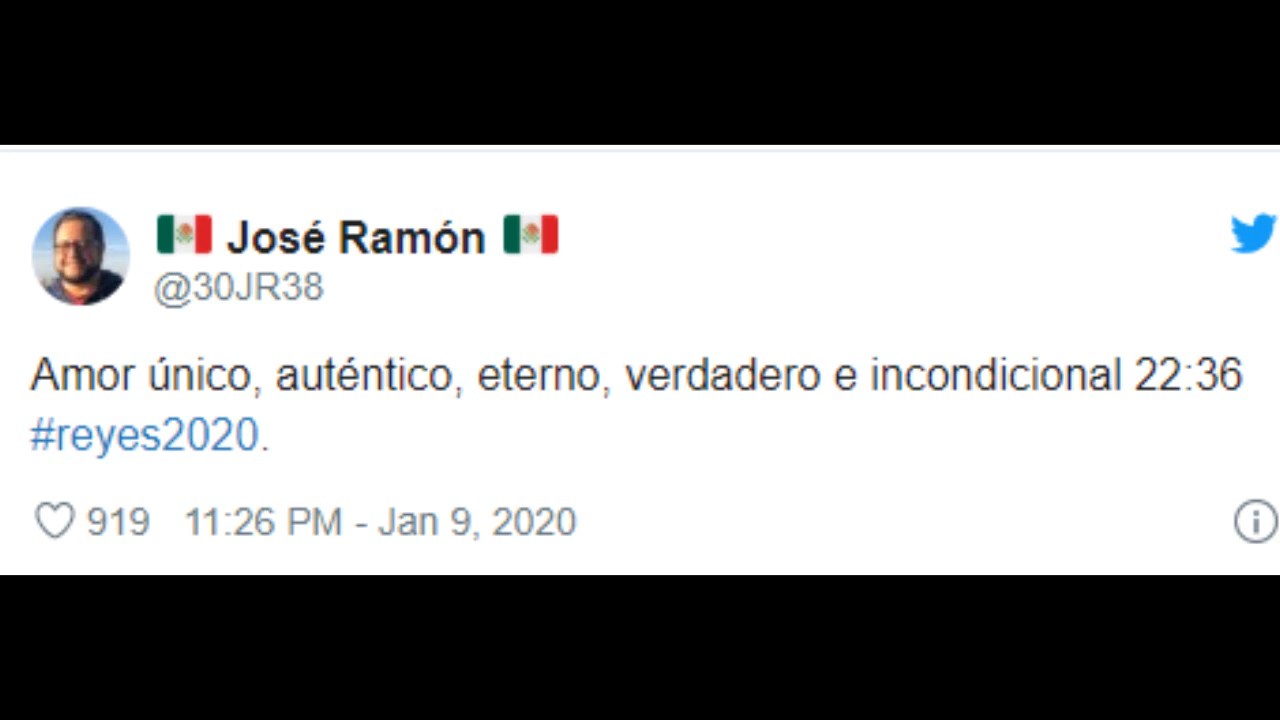 José Ramón
@30JR38
Amor único, auténtico, eterno, verdadero e incondicional 22:36
#reyes2020.
919 11:26 PM - Jan 9, 2020